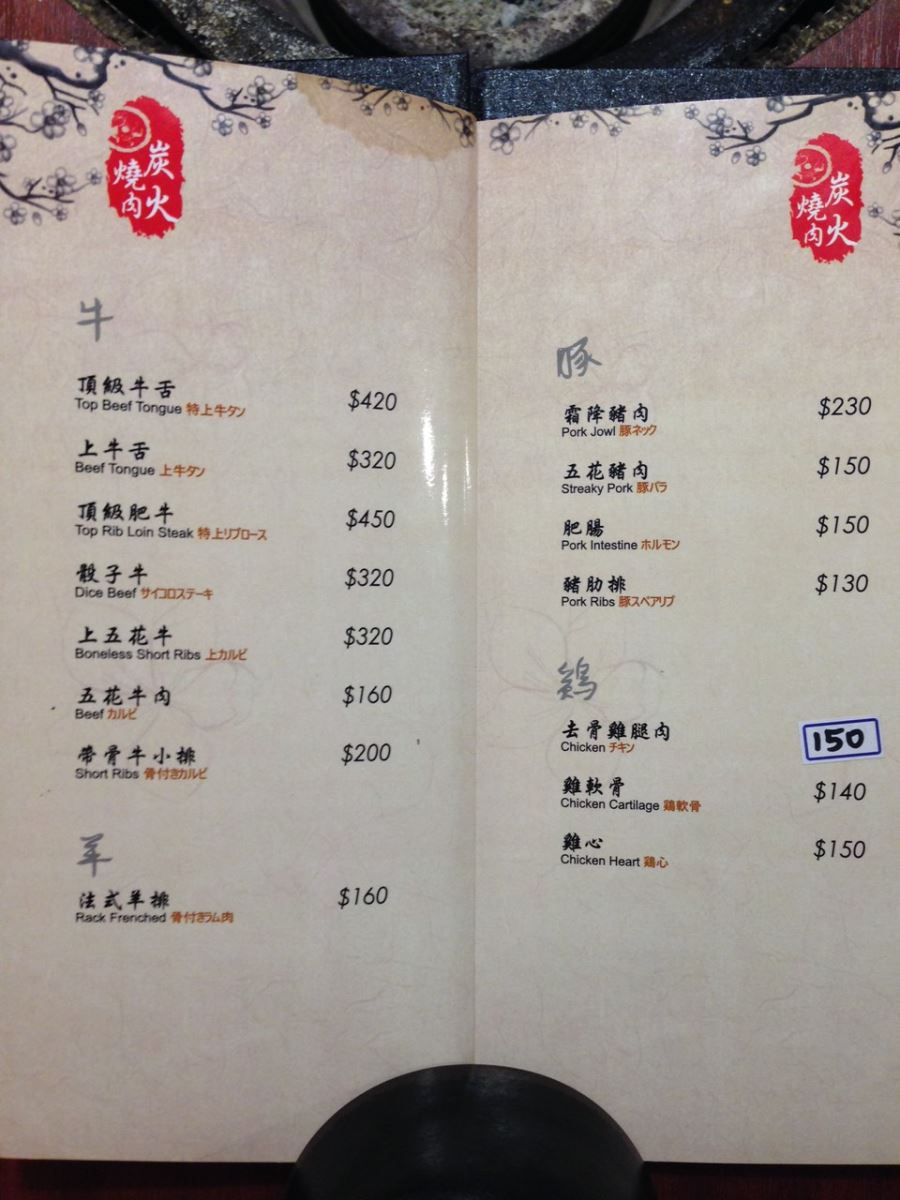 炭火
燒肉
牛
頂級牛舌 $420
Top Beef Tongue 特上牛タン
上牛舌 $320
Beef Tongue 上牛タン
頂級肥牛 $450
Top Rib Loin Steak 特上リブロース
骰子牛 $320
Dice Beef サイコロステーキ
上五花牛 $320
Boneless Short Ribs 上カルビ
五花牛肉 $160
Beef カルビ
帶骨牛小排 $200
Short Ribs 骨付きカルビ
羊
法式羊排 $160
Rack Frenched 骨付きラム肉
炭火
燒肉
豚
霜降豬肉 $230
Pork Jowl 豚ネック
五花豬肉 $150
Streaky Pork 豚バラ
肥腸 $150
Pork Intestine ホルモン
豬肋排 $130
Pork Ribs 豚スペアリブ
鶏
去骨雞腿肉 150
Chicken チキン
雞軟骨 $140
Chicken Cartilage 鶏軟骨
雞心 $150
Chicken Heart 鶏心